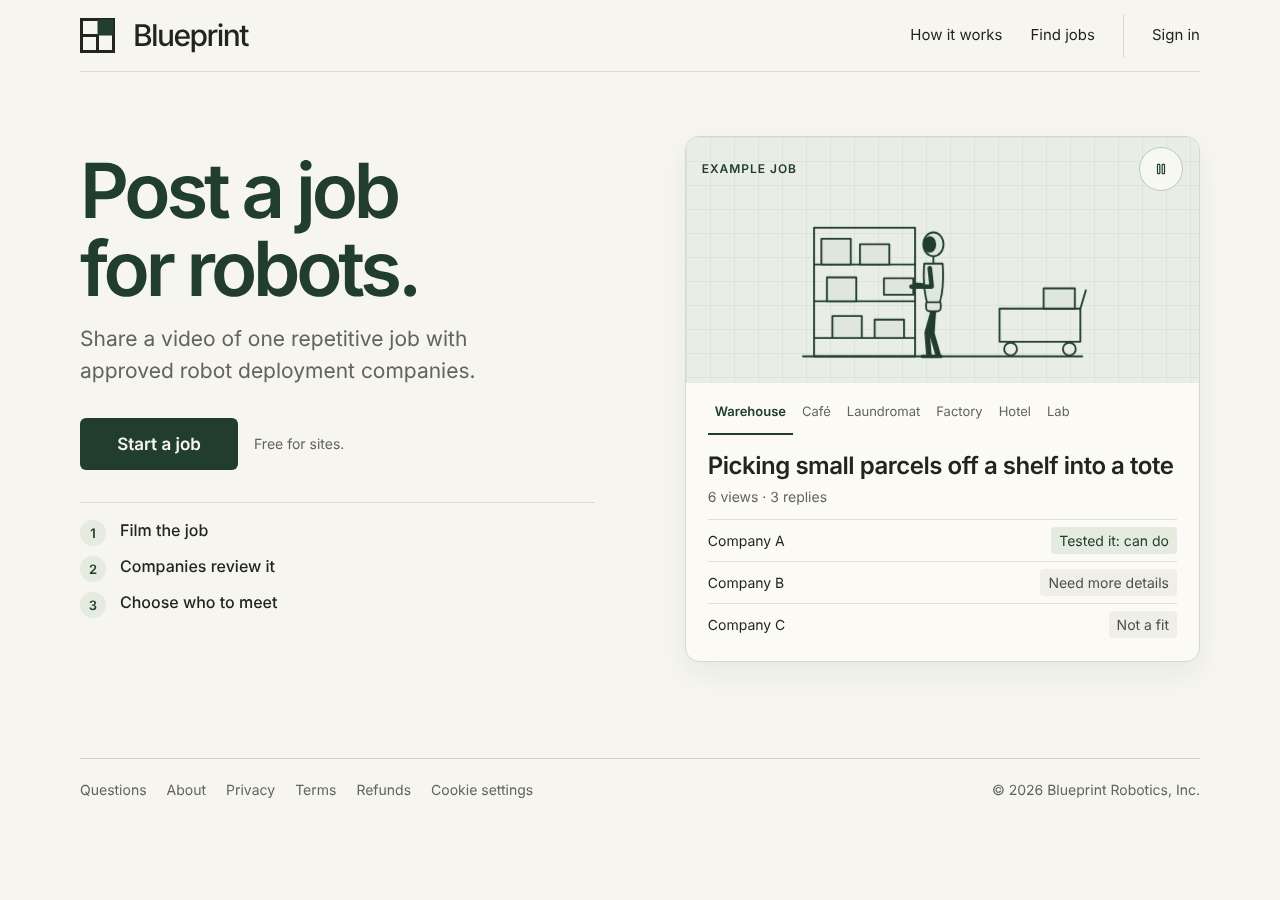 Blueprint
How it works
Find jobs
Sign in
Post a job
for robots.
Share a video of one repetitive job with
approved robot deployment companies.
Start a job
Free for sites.
1 Film the job
2 Companies review it
3 Choose who to meet
EXAMPLE JOB
Warehouse Café Laundromat Factory Hotel Lab
Picking small parcels off a shelf into a tote
6 views · 3 replies
Company A Tested it: can do
Company B Need more details
Company C Not a fit
Questions About Privacy Terms Refunds Cookie settings
© 2026 Blueprint Robotics, Inc.